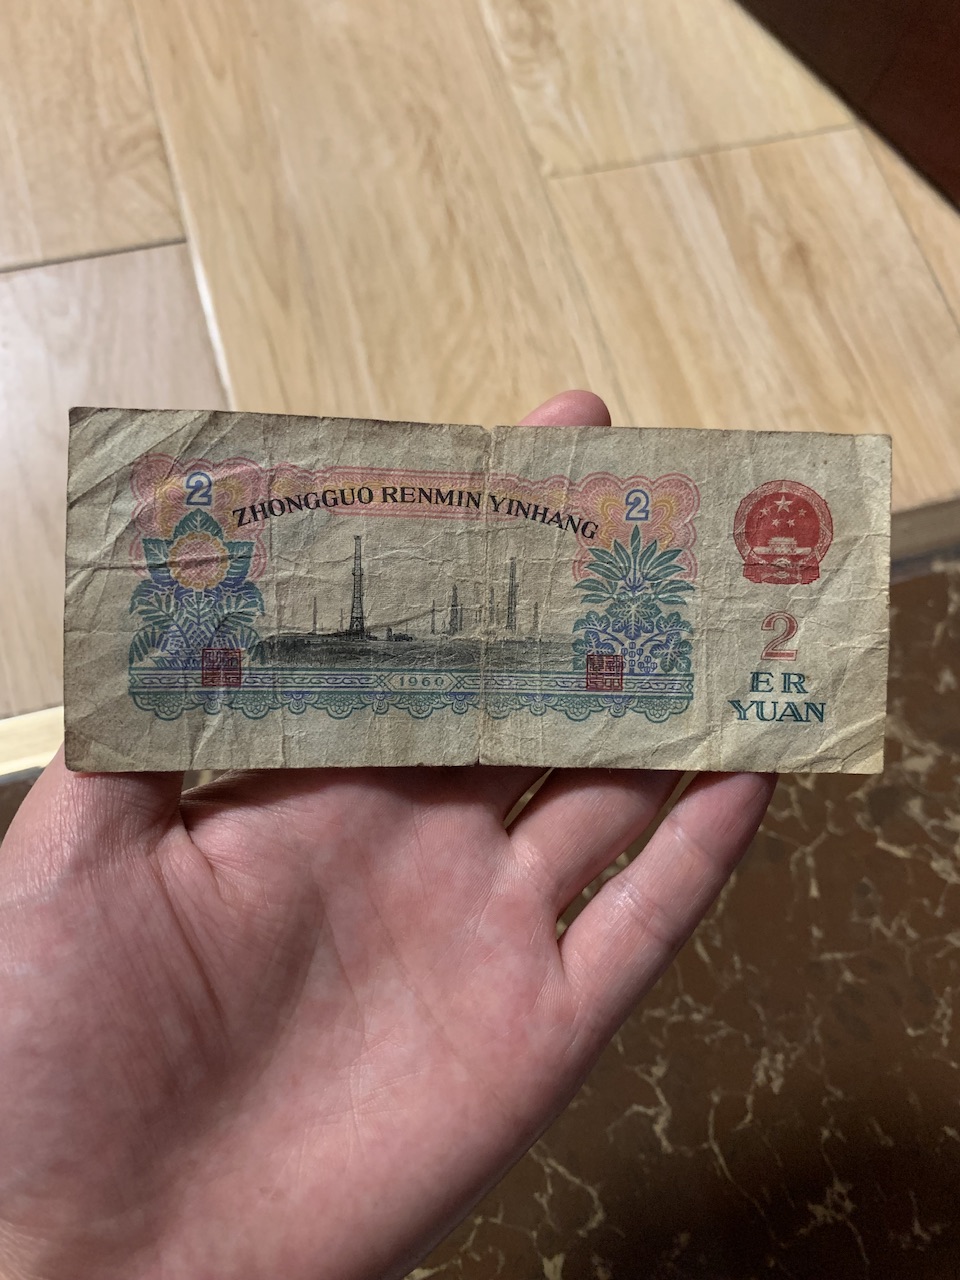 2
ZHONGGUO RENMIN YINHANG
2
1960
2
ER
YUAN